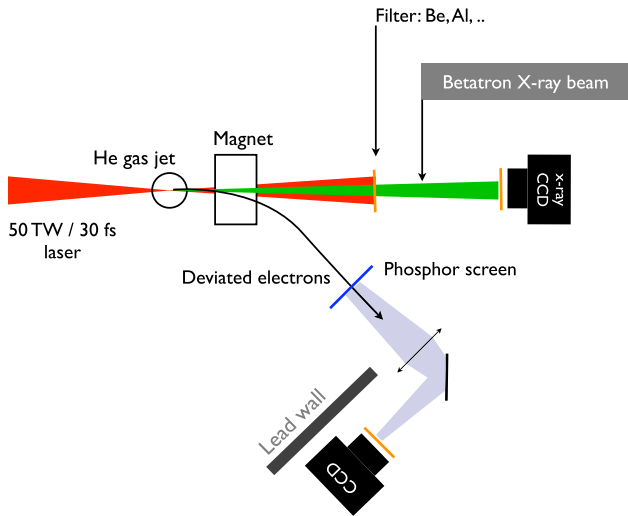 Filter: Be, Al, ..
Betatron X-ray beam
Magnet
He gas jet
x-ray
CCD
50 TW / 30 fs
laser
Deviated electrons
Phosphor screen
Lead wall
CCD